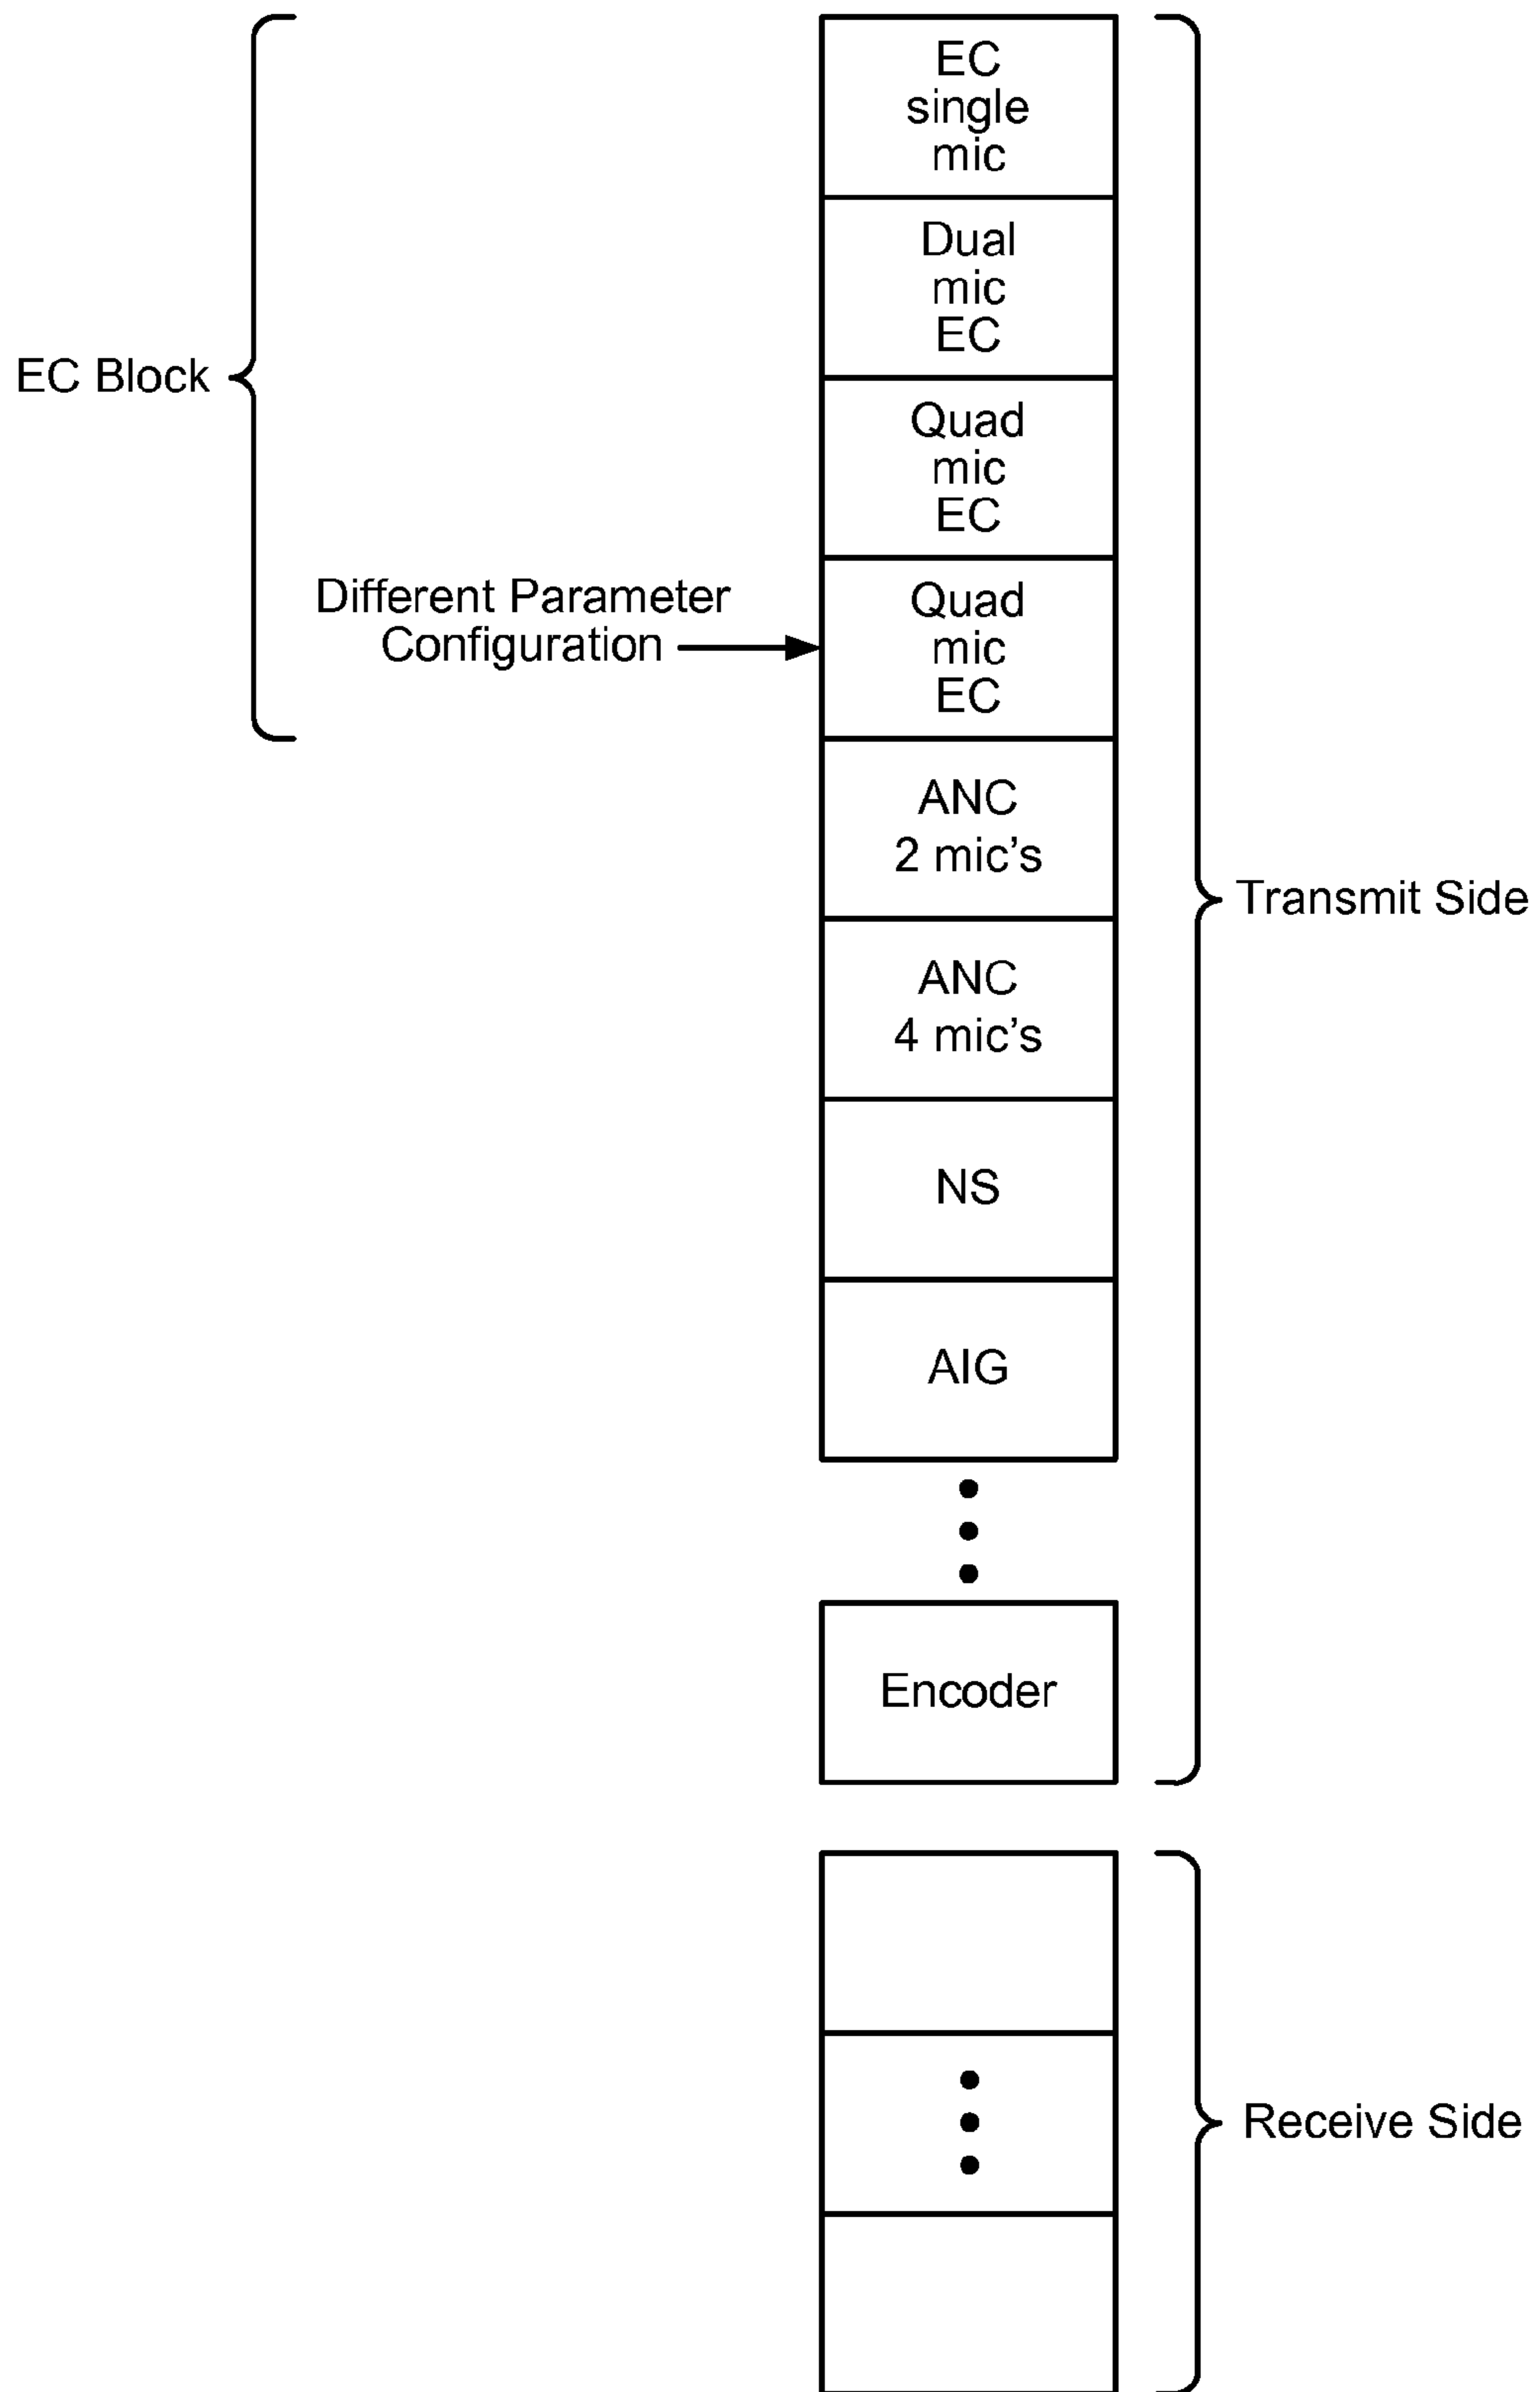 EC
single
mic
Dual
mic
EC
EC Block
Quad
mic
EC
Different Parameter
Configuration
Quad
mic
EC
ANC
2 mic's
Transmit Side
ANC
4 mic's
NS
AIG
Encoder
Receive Side